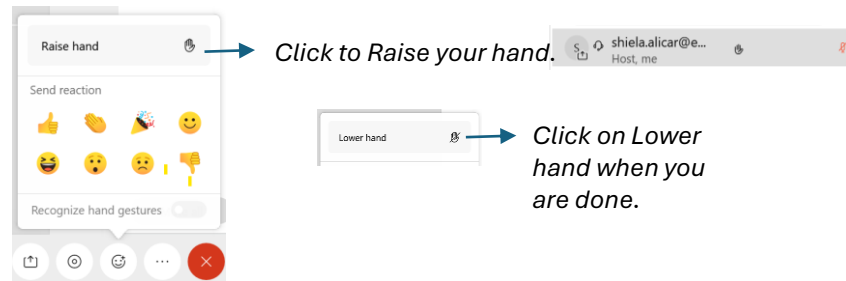 Raise hand
Click to Raise your hand.
S
shiela.alicar@e...
Host, me
Send reaction
Lower hand
Click on Lower
hand when you
are done.
Recognize hand gestures